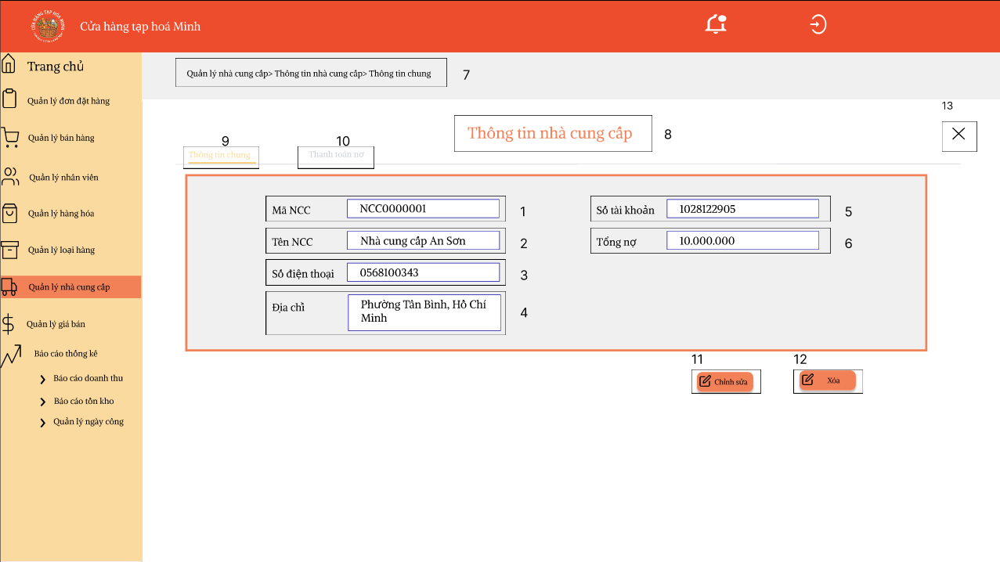 CỬA HÀNG TẠP HÓA MINH
Cửa hàng tạp hoá Minh
Trang chủ
Quản lý đơn đặt hàng
Quản lý bán hàng
Quản lý nhân viên
Quản lý hàng hóa
Quản lý loại hàng
Quản lý nhà cung cấp
Quản lý giá bán
Báo cáo thống kê
Báo cáo doanh thu
Báo cáo tồn kho
Quản lý ngày công
Quản lý nhà cung cấp> Thông tin nhà cung cấp> Thông tin chung
7
13
Thông tin nhà cung cấp
8
9
10
Thông tin chung
Thanh toán nợ
Mã NCC NCC0000001 1
Số tài khoản 1028122905 5
Tên NCC Nhà cung cấp An Sơn 2
Tổng nợ 10.000.000 6
Số điện thoại 0568100343 3
Địa chỉ Phường Tân Bình, Hồ Chí
Minh
4
11
12
Chỉnh sửa
Xóa